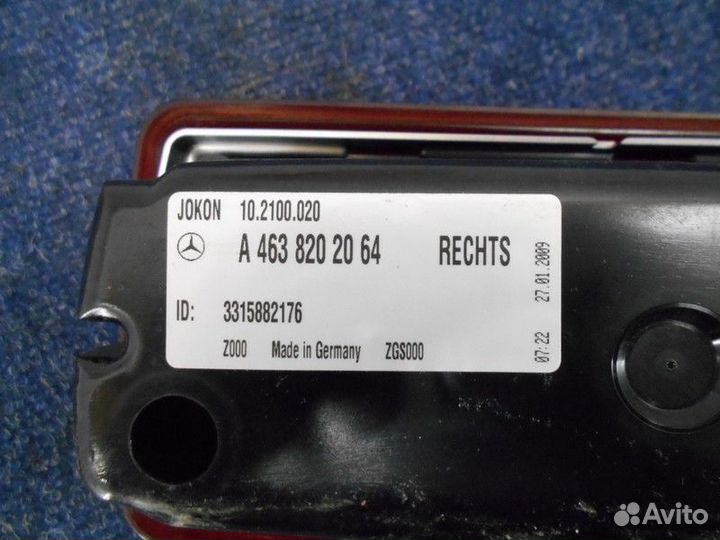 JOKON 10.2100.020
A 463 820 20 64 RECHTS
ID: 3315882176
Z000 Made in Germany ZGS000
07:22 27.01.2009
Avito